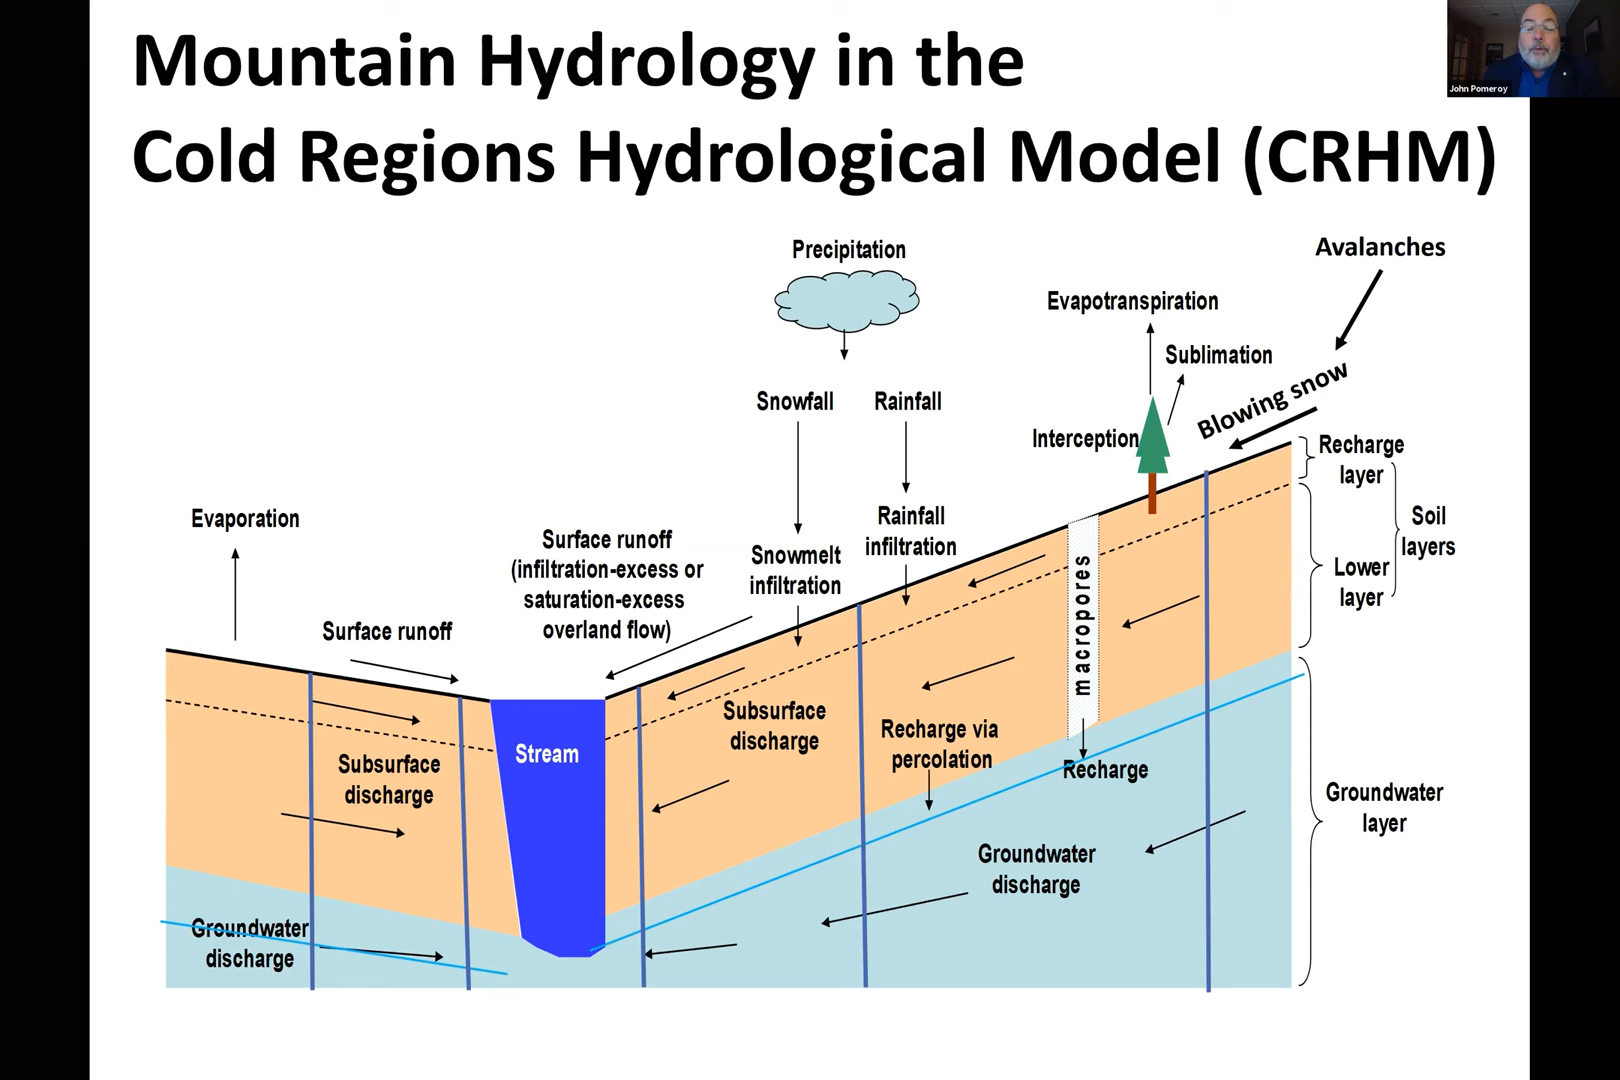 Mountain Hydrology in the
Cold Regions Hydrological Model (CRHM)
John Pomeroy
Precipitation
Avalanches
Evapotranspiration
Sublimation
Snowfall
Rainfall
Blowing snow
Interception
Recharge
layer
Evaporation
Surface runoff
(infiltration-excess or
saturation-excess
overland flow)
Snowmelt
infiltration
Rainfall
infiltration
Soil
layers
Lower
layer
macropores
Surface runoff
Stream
Subsurface
discharge
Subsurface
discharge
Recharge via
percolation
Recharge
Groundwater
layer
Groundwater
discharge
Groundwater
discharge